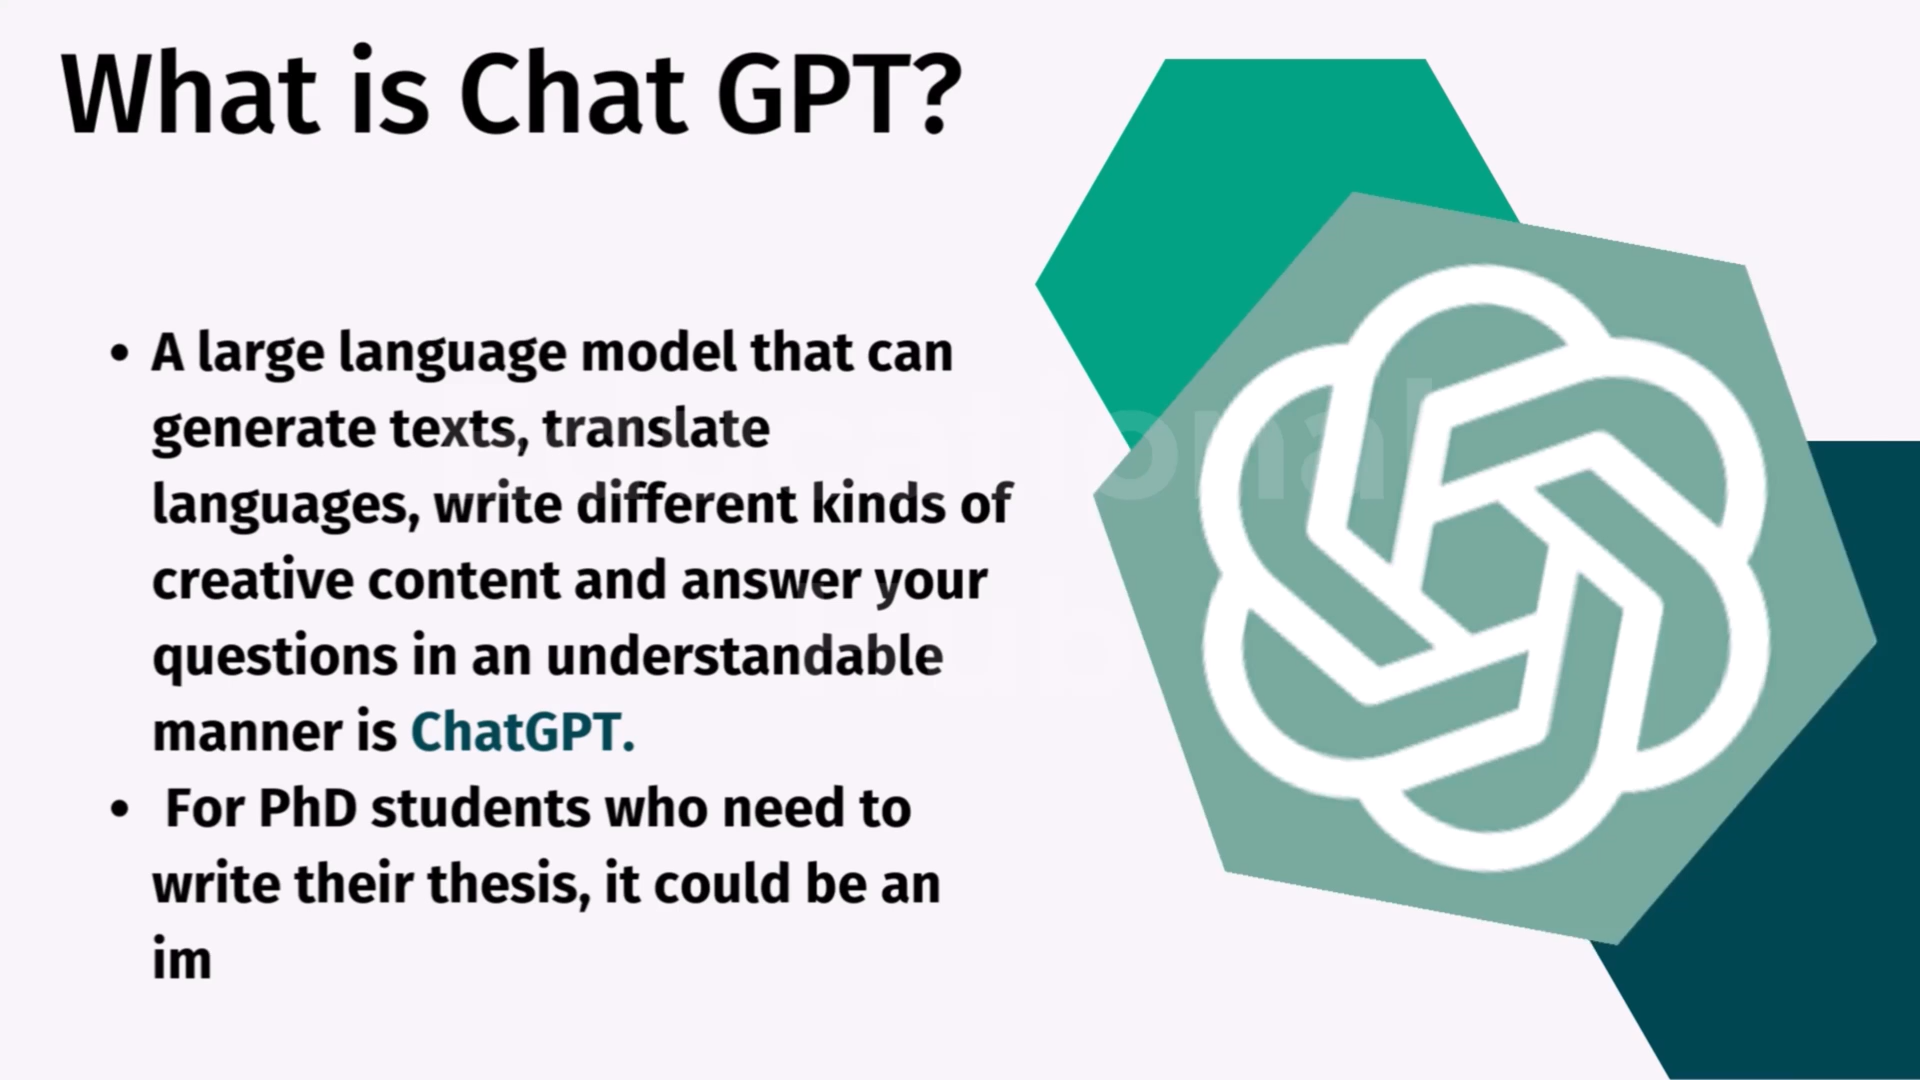 What is Chat GPT?
• A large language model that can
generate texts, translate
languages, write different kinds of
creative content and answer your
questions in an understandable
manner is ChatGPT.
• For PhD students who need to
write their thesis, it could be an
im
Educational
Hub